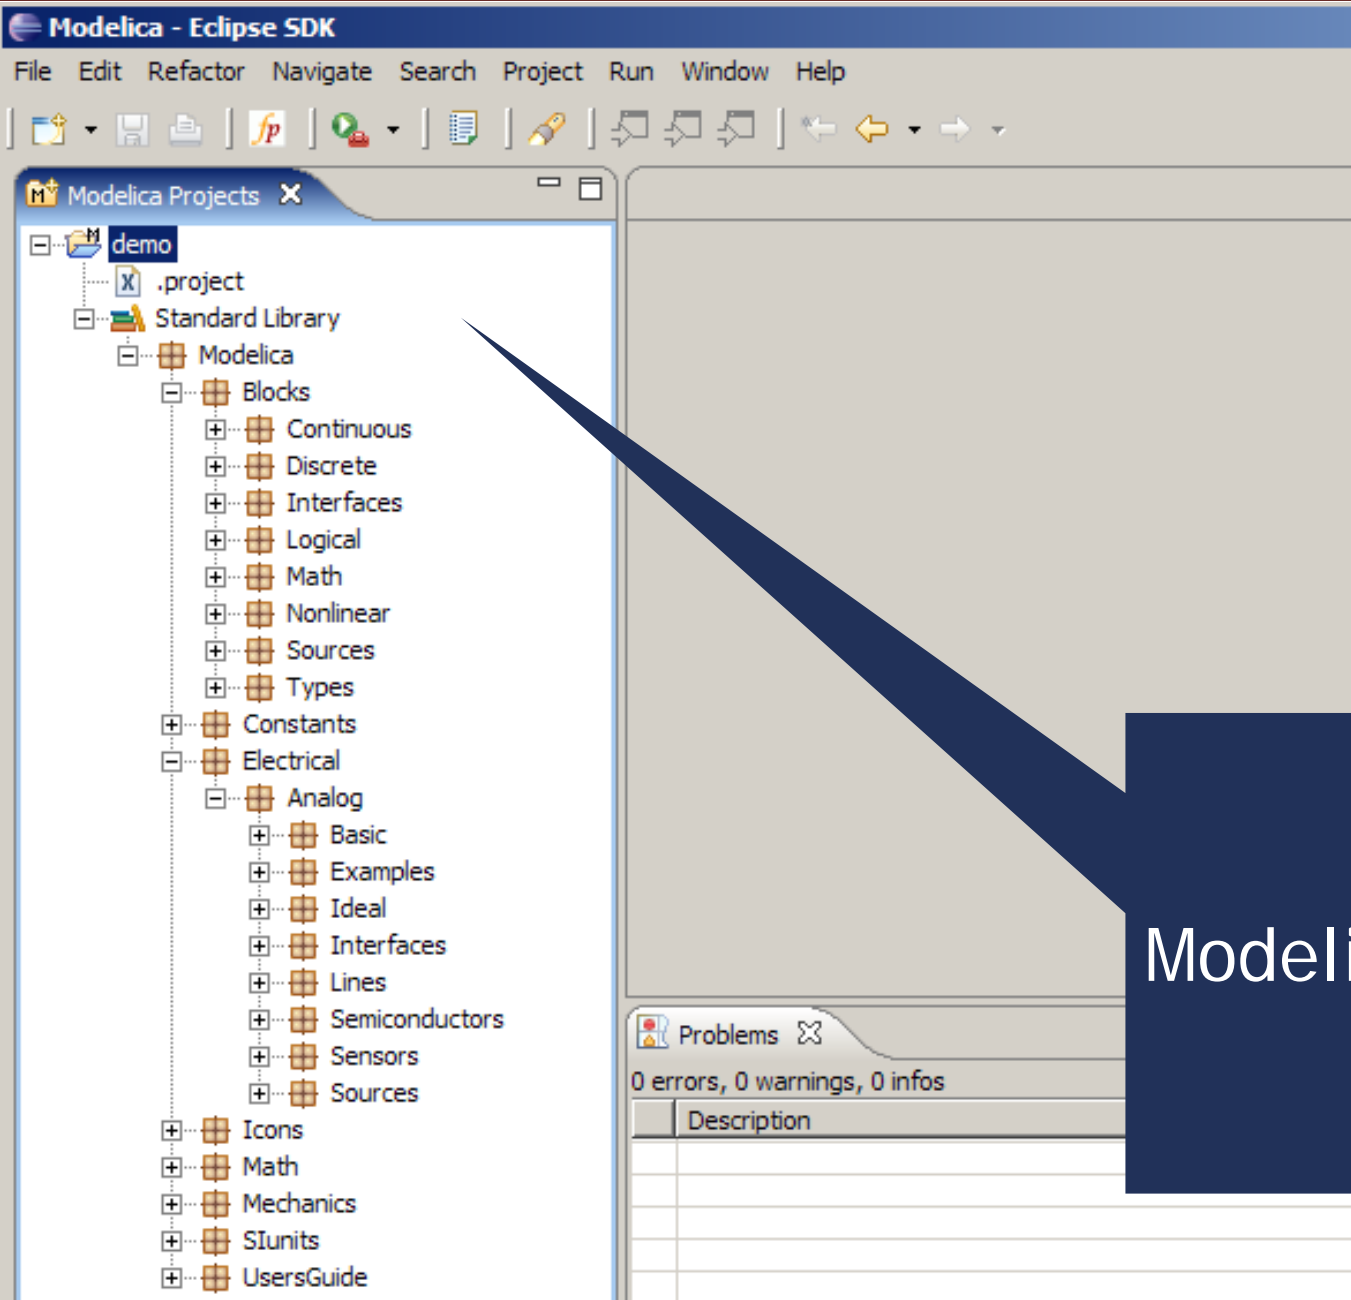 Modelica - Eclipse SDK
File Edit Refactor Navigate Search Project Run Window Help
fp
Modelica Projects
demo
.project
Standard Library
Modelica
Blocks
Continuous
Discrete
Interfaces
Logical
Math
Nonlinear
Sources
Types
Constants
Electrical
Analog
Basic
Examples
Ideal
Interfaces
Lines
Semiconductors
Sensors
Sources
Icons
Math
Mechanics
SIunits
UsersGuide
Problems
0 errors, 0 warnings, 0 infos
Description